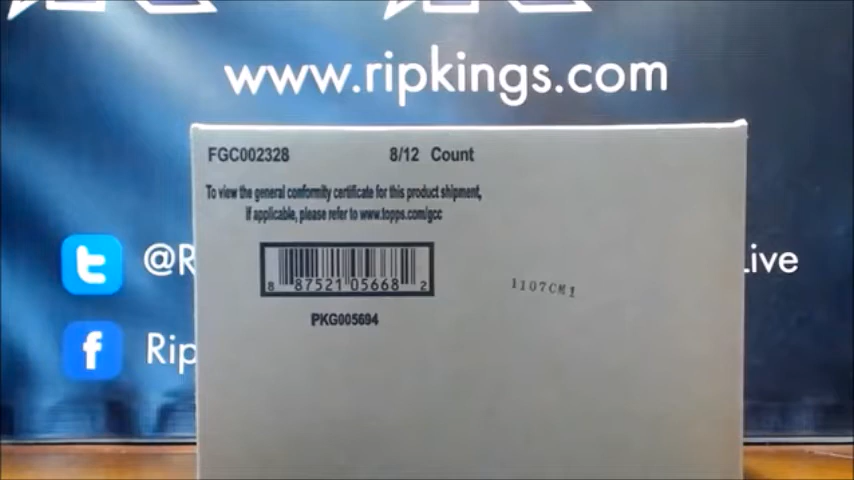 www.ripkings.com
FGC002328 8/12 Count
To view the general conformity certificate for this product shipment,
if applicable, please refer to www.topps.com/gcc
8 87521 05668 2
1107CM1
PKG005694
@R
Live
Rip